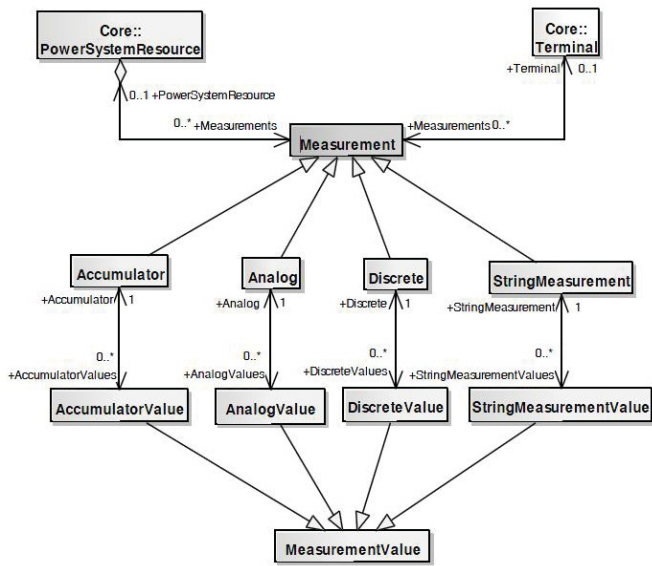 Core::
PowerSystemResource
Core::
Terminal
+Terminal 0..1
0..1 +PowerSystemResource
0..* +Measurements
+Measurements 0..*
Measurement
Accumulator
Analog
Discrete
StringMeasurement
+Accumulator 1
+Analog 1
+Discrete 1
+StringMeasurement 1
0..*
+AccumulatorValues
0..*
+AnalogValues
0..*
+DiscreteValues
0..*
+StringMeasurementValues
AccumulatorValue
AnalogValue
DiscreteValue
StringMeasurementValue
MeasurementValue